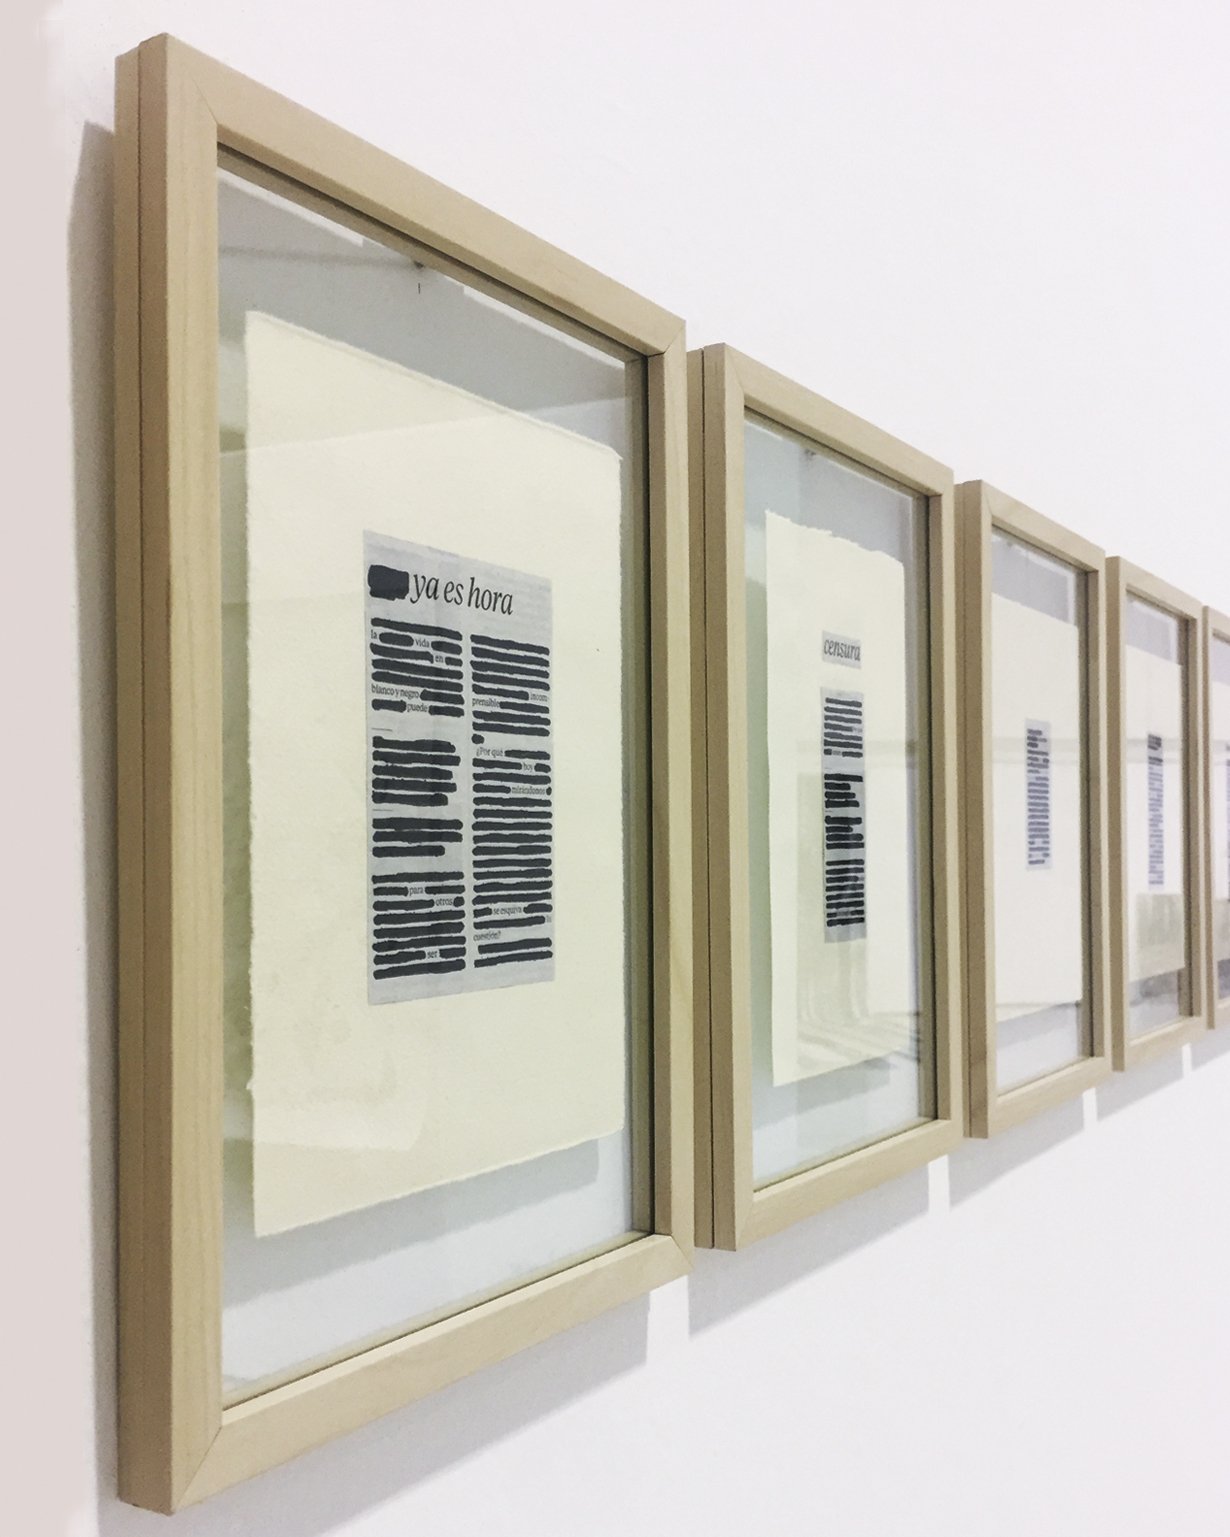 ya es hora
la vida
en
blanco y negro
puede
para
otros
ser
incom
prensible
¿Por qué
hoy
mirándonos
se esquiva la
cuestión?
censura